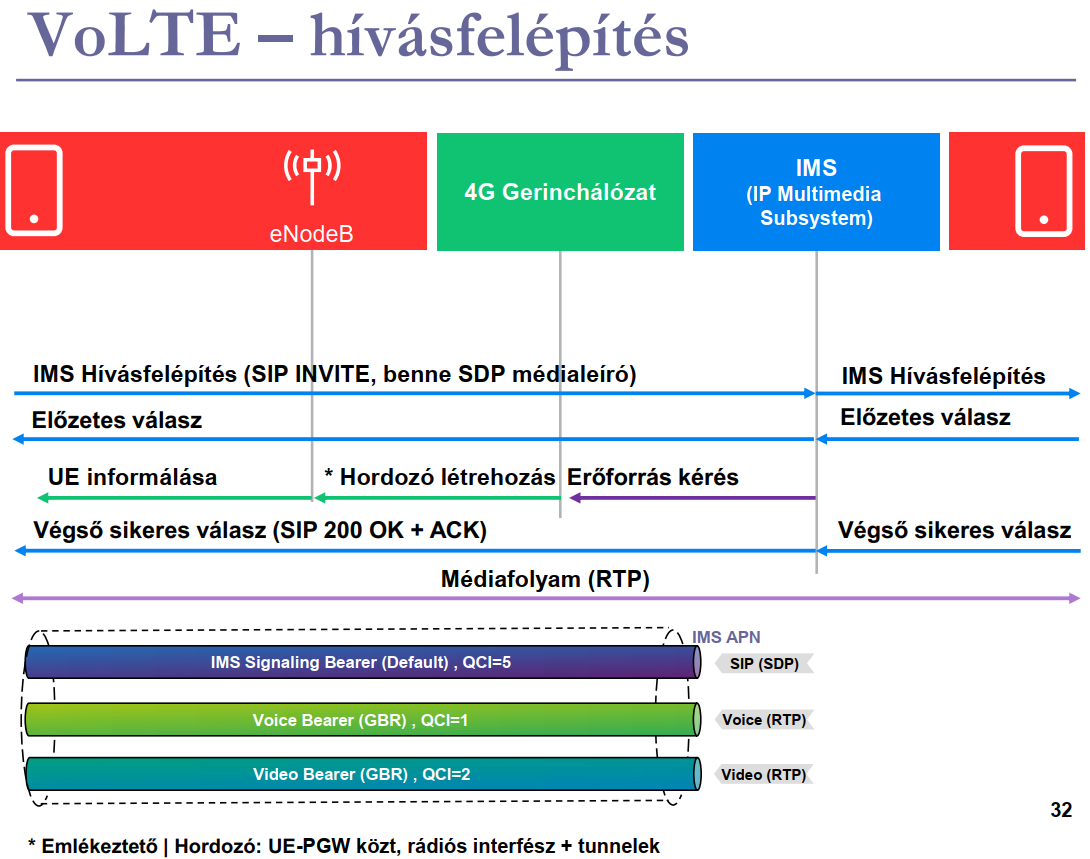 VoLTE – hívásfelépítés
eNodeB
4G Gerinchálózat
IMS
(IP Multimedia
Subsystem)
IMS Hívásfelépítés (SIP INVITE, benne SDP médialeíró)
IMS Hívásfelépítés
Előzetes válasz
Előzetes válasz
UE informálása
* Hordozó létrehozás
Erőforrás kérés
Végső sikeres válasz (SIP 200 OK + ACK)
Végső sikeres válasz
Médiafolyam (RTP)
IMS APN
IMS Signaling Bearer (Default) , QCI=5
SIP (SDP)
Voice Bearer (GBR) , QCI=1
Voice (RTP)
Video Bearer (GBR) , QCI=2
Video (RTP)
32
* Emlékeztető | Hordozó: UE-PGW közt, rádiós interfész + tunnelek